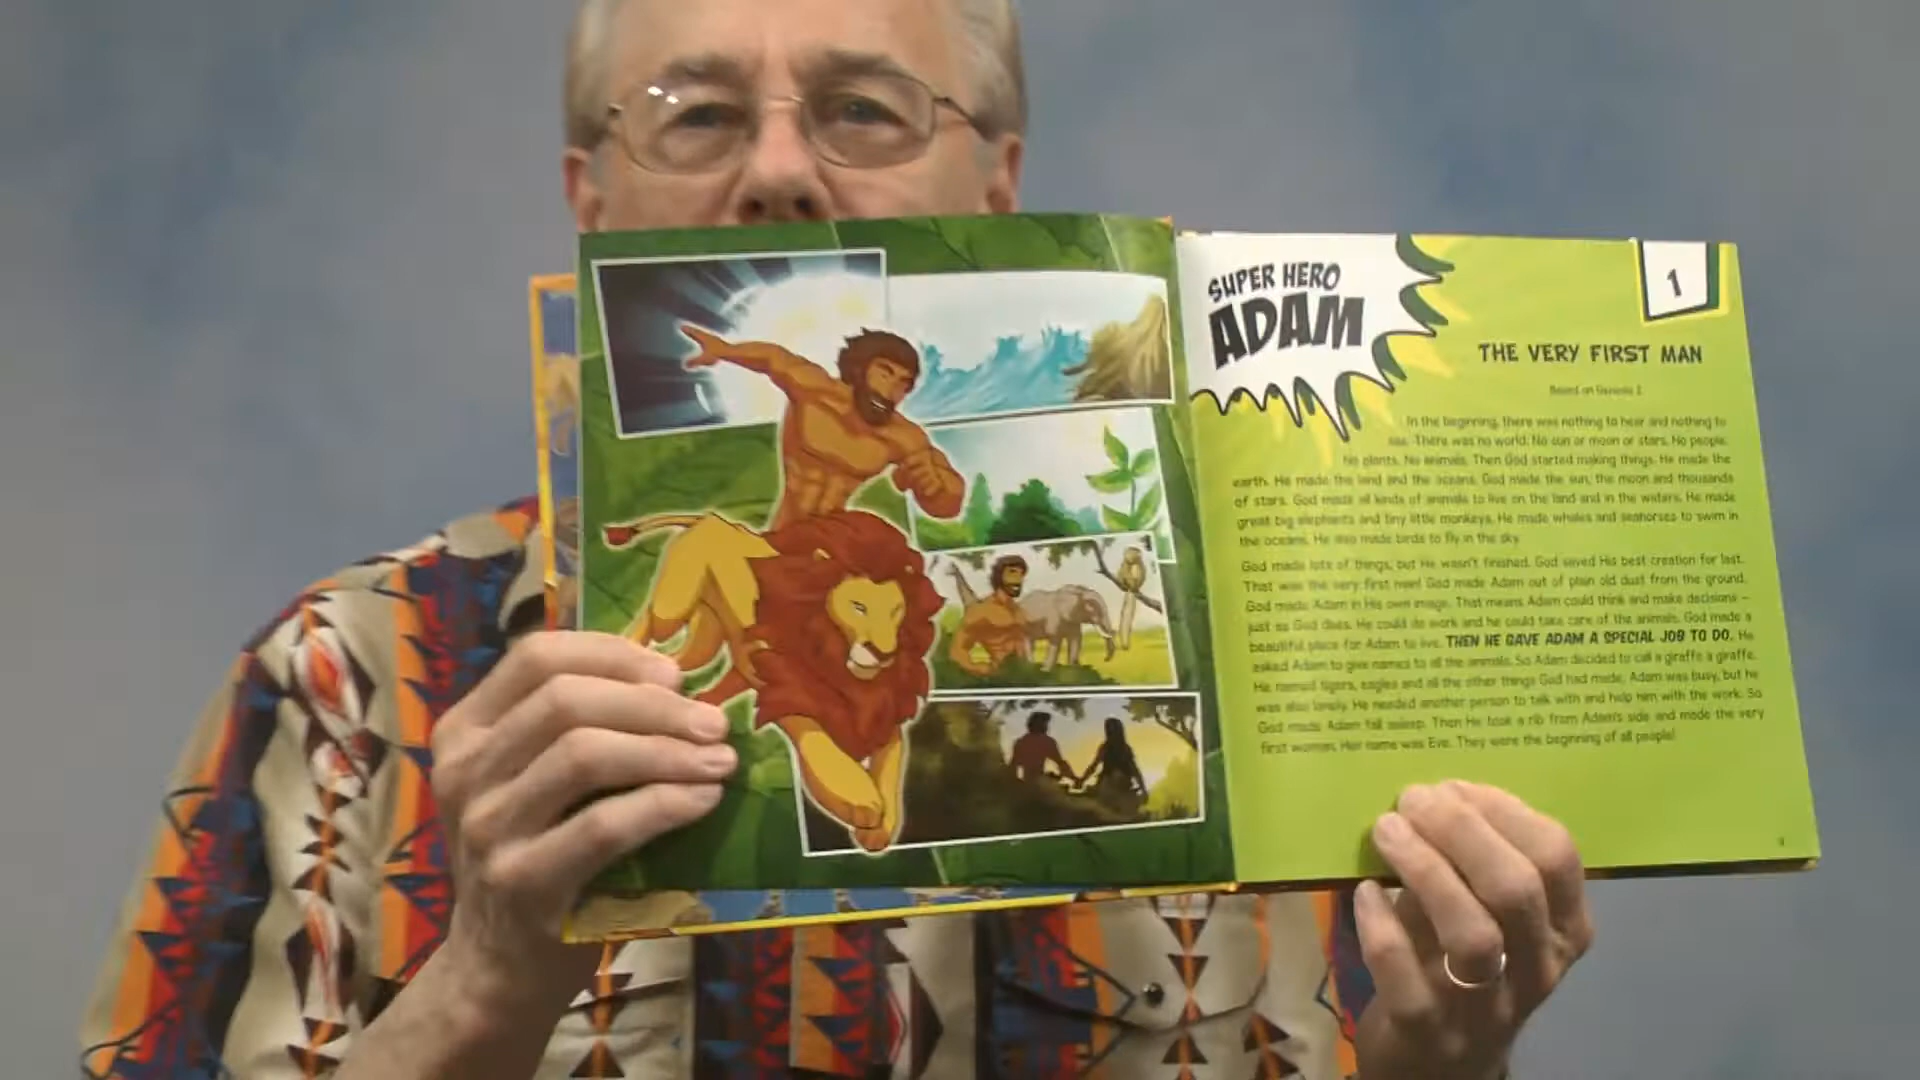 SUPER HERO
ADAM
1
THE VERY FIRST MAN
Based on Genesis 2
In the beginning, there was nothing to hear and nothing to
see. There was no world. No sun or moon or stars. No people.
No plants. No animals. Then God started making things. He made the
earth. He made the land and the oceans. God made the sun, the moon and thousands
of stars. God made all kinds of animals to live on the land and in the waters. He made
great big elephants and tiny little monkeys. He made whales and seahorses to swim in
the oceans. He also made birds to fly in the sky.
God made lots of things, but He wasn't finished. God saved His best creation for last.
That was the very first man! God made Adam out of plain old dust from the ground.
God made Adam in His own image. That means Adam could think and make decisions –
just as God does. He could do work and he could take care of the animals. God made a
beautiful place for Adam to live. THEN HE GAVE ADAM A SPECIAL JOB TO DO. He
asked Adam to give names to all the animals. So Adam decided to call a giraffe a giraffe.
He named tigers, eagles and all the other things God had made. Adam was busy, but he
was also lonely. He needed another person to talk with and help him with the work. So
God made Adam fall asleep. Then He took a rib from Adam's side and made the very
first woman. Her name was Eve. They were the beginning of all people!